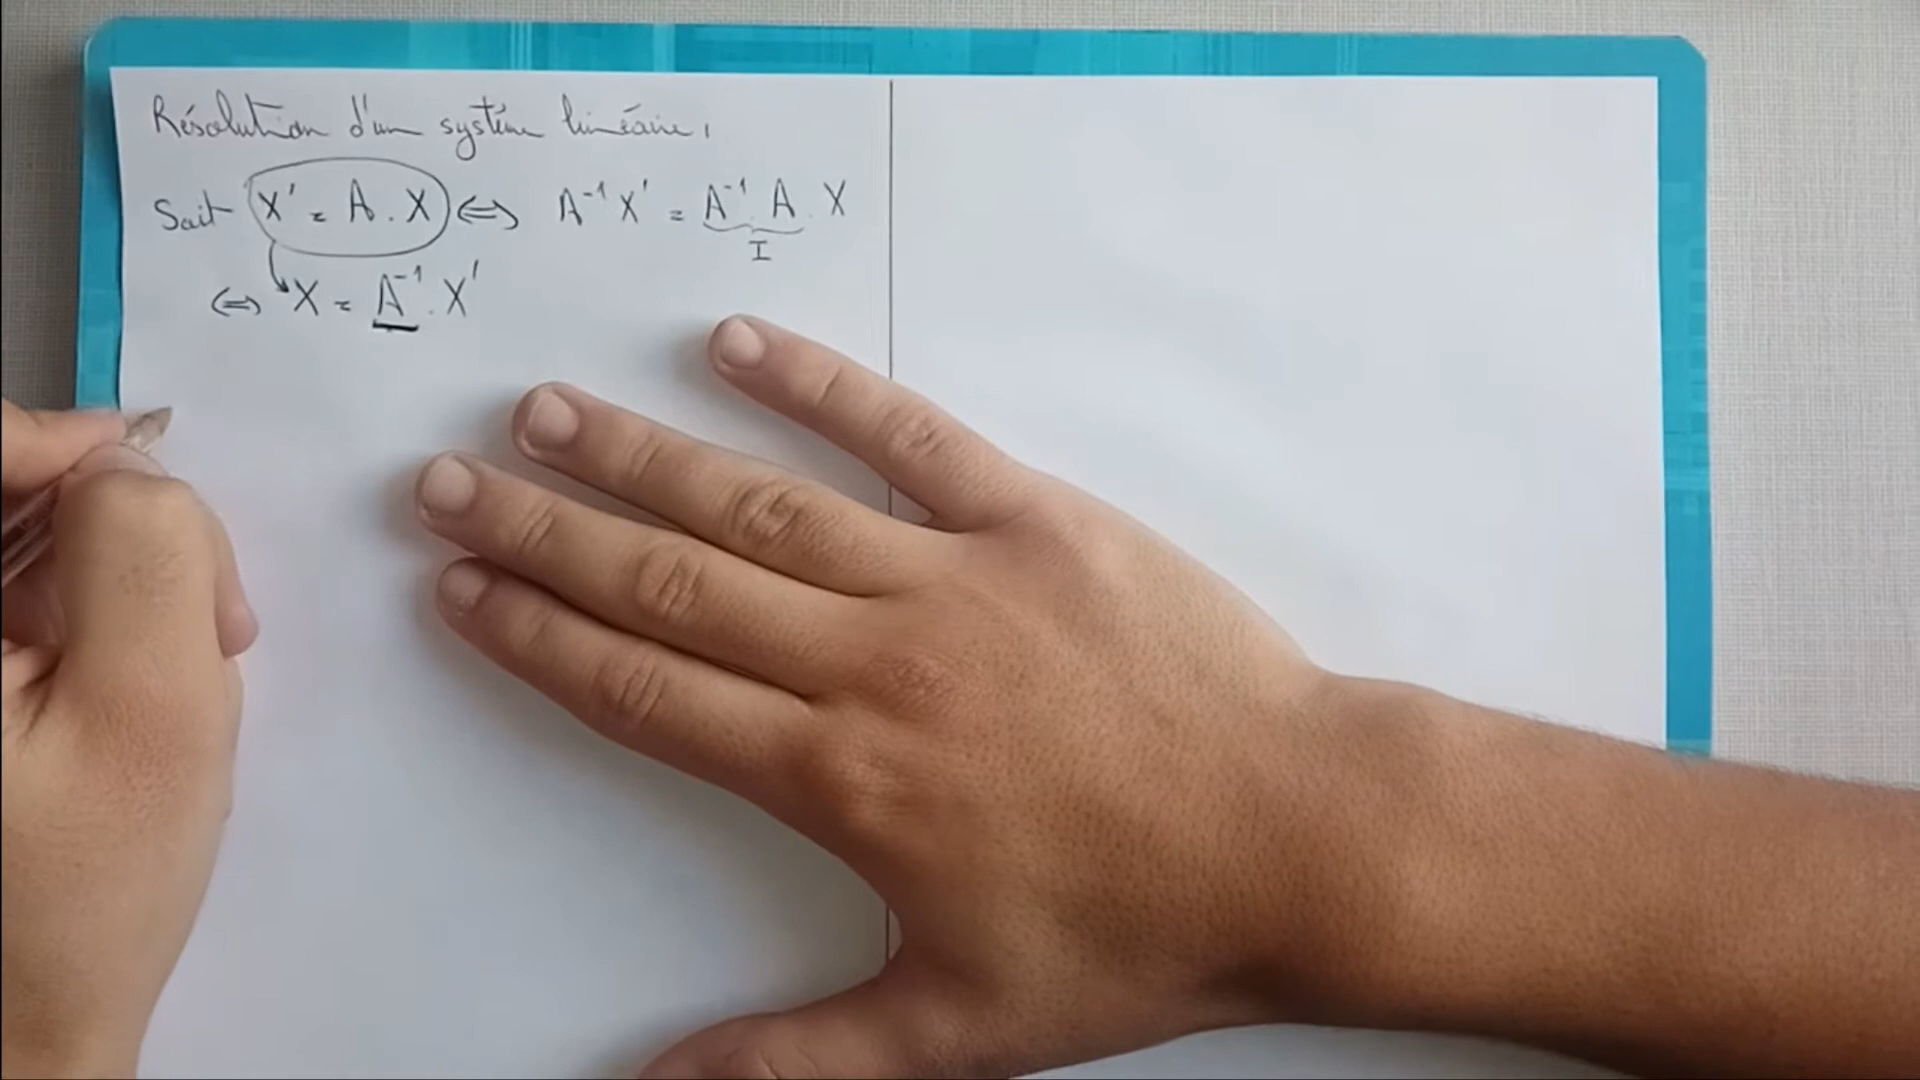 Résolution d'un système linéaire,
Soit X' = A . X ⇔ A⁻¹ X' = A⁻¹ . A . X
I
⇔ X = A⁻¹ . X'